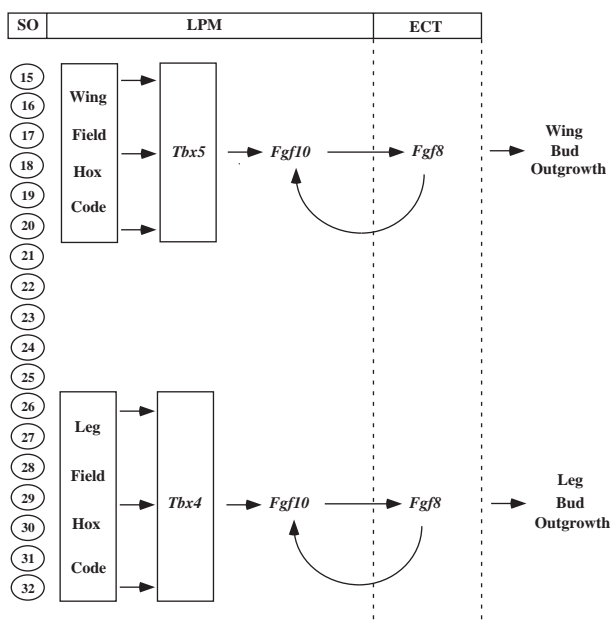 SO LPM ECT
15
Wing
16
Field
17
Tbx5 Fgf10 Fgf8
Wing
Bud
Outgrowth
18
Hox
19
Code
20
21
22
23
24
25
26
Leg
27
28
Field
29
Tbx4 Fgf10 Fgf8
Leg
Bud
Outgrowth
30
Hox
31
Code
32